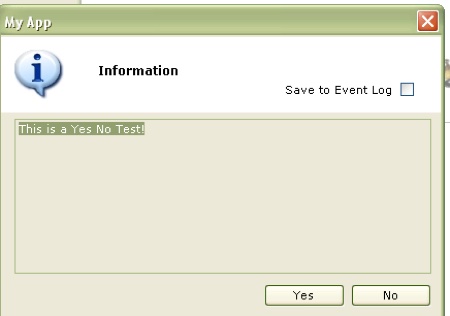 My App
Information
Save to Event Log
This is a Yes No Test!
Yes
No